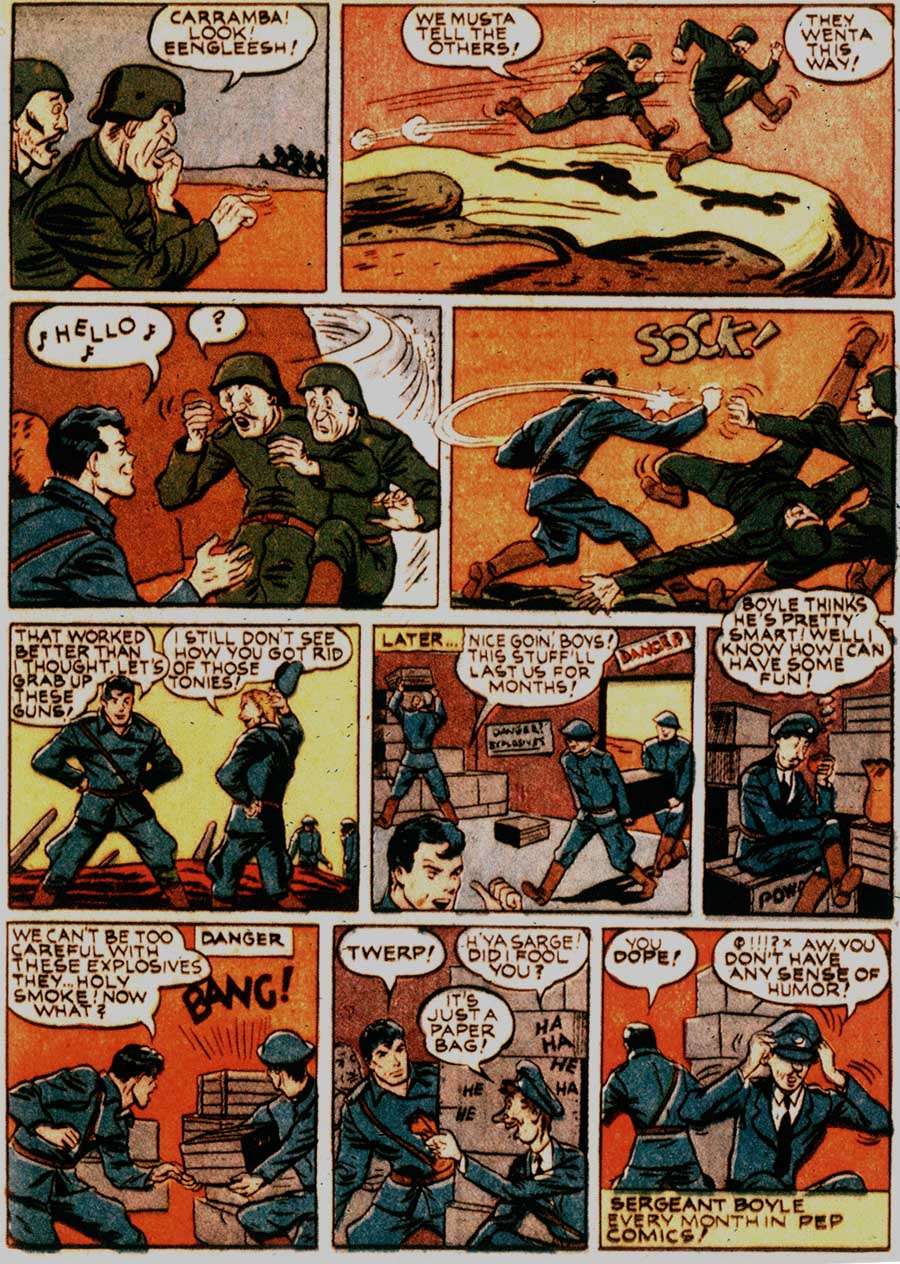 CARRAMBA!
LOOK!
EENGLEESH!
WE MUSTA
TELL THE
OTHERS!
THEY
WENTA
THIS
WAY!
HELLO
?
SOCK!
THAT WORKED
BETTER THAN
I THOUGHT. LET'S
GRAB UP
THESE
GUNS!
I STILL DON'T SEE
HOW YOU GOT RID
OF THOSE
TONIES!
LATER...
NICE GOIN', BOYS!
THIS STUFF'LL
LAST US FOR
MONTHS!
DANGER!
DANGER!
EXPLOSIVES
BOYLE THINKS
HE'S PRETTY
SMART! WELL I
KNOW HOW I CAN
HAVE SOME
FUN!
POWD
WE CAN'T BE TOO
CAREFUL WITH
THESE EXPLOSIVES
THEY... HOLY
SMOKE! NOW
WHAT?
DANGER
BANG!
TWERP!
H'YA SARGE!
DID I FOOL
YOU?
IT'S
JUST A
PAPER
BAG!
HA
HA
HE
HA
HE
HE
YOU
DOPE!
@!!!?* AW, YOU
DON'T HAVE
ANY SENSE OF
HUMOR!
SERGEANT BOYLE
EVERY MONTH IN PEP
COMICS!